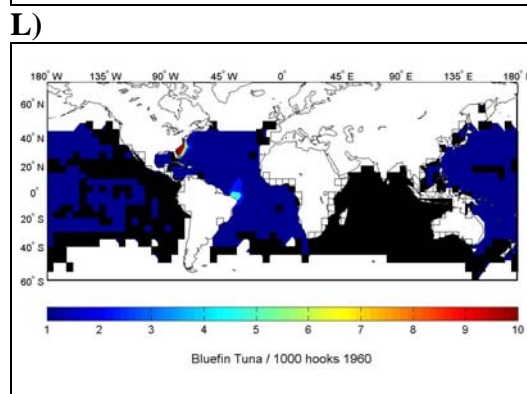 L)
180° W 135° W 90° W 45° W 0° 45° E 90° E 135° E 180° E
60° N
40° N
20° N
0°
20° S
40° S
60° S
1 2 3 4 5 6 7 8 9 10
Bluefin Tuna / 1000 hooks 1960